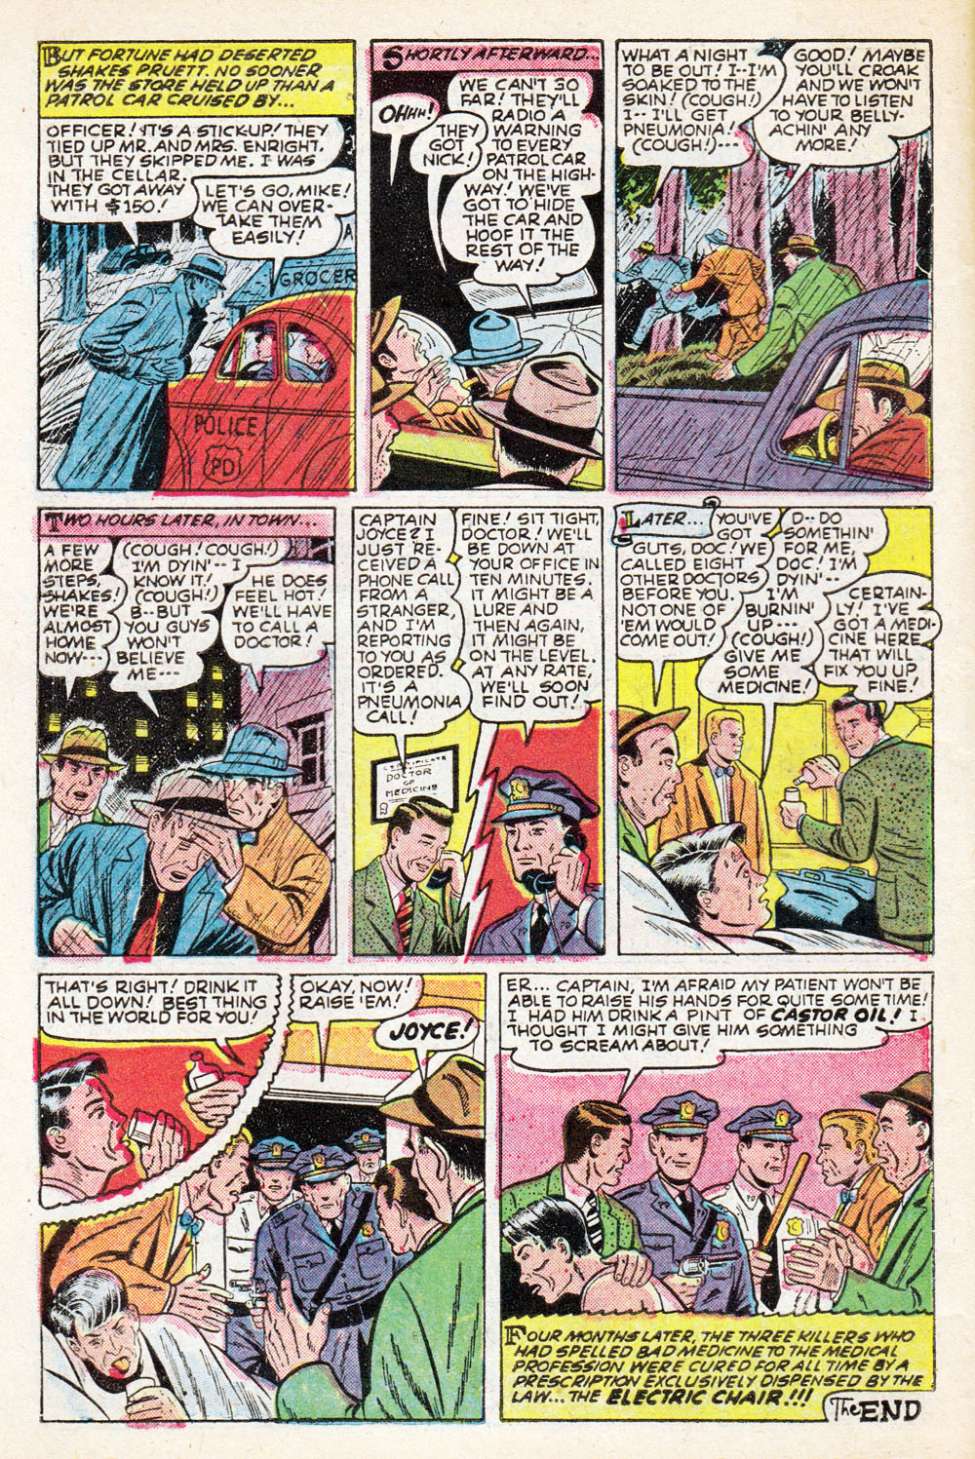 BUT FORTUNE HAD DESERTED
SHAKES PRUETT. NO SOONER
WAS THE STORE HELD UP THAN A
PATROL CAR CRUISED BY...
OFFICER! IT'S A STICK-UP! THEY
TIED UP MR. AND MRS. ENRIGHT,
BUT THEY SKIPPED ME. I WAS
IN THE CELLAR.
THEY GOT AWAY
WITH $150!
LET'S GO, MIKE!
WE CAN OVER-
TAKE THEM
EASILY!
A
GROCER
POLICE
PD
SHORTLY AFTERWARD...
OHHH!
THEY
GOT
NICK!
WE CAN'T GO
FAR! THEY'LL
RADIO A
WARNING
TO EVERY
PATROL CAR
ON THE HIGH-
WAY! WE'VE
GOT TO HIDE
THE CAR AND
HOOF IT THE
REST OF THE
WAY!
WHAT A NIGHT
TO BE OUT! I--I'M
SOAKED TO THE
SKIN! (COUGH!)
I-- I'LL GET
PNEUMONIA!
(COUGH!)---
GOOD! MAYBE
YOU'LL CROAK
AND WE WON'T
HAVE TO LISTEN
TO YOUR BELLY-
ACHIN' ANY
MORE!
TWO HOURS LATER, IN TOWN...
A FEW
MORE
STEPS,
SHAKES!
WE'RE
ALMOST
HOME
NOW---
(COUGH! COUGH!)
I'M DYIN'-- I
KNOW IT!
(COUGH!)
B--BUT
YOU GUYS
WON'T
BELIEVE
ME---
HE DOES
FEEL HOT!
WE'LL HAVE
TO CALL A
DOCTOR!
CAPTAIN
JOYCE? I
JUST RE-
CEIVED A
PHONE CALL
FROM A
STRANGER,
AND I'M
REPORTING
TO YOU AS
ORDERED.
IT'S A
PNEUMONIA
CALL!
FINE! SIT TIGHT,
DOCTOR! WE'LL
BE DOWN AT
YOUR OFFICE IN
TEN MINUTES.
IT MIGHT BE A
LURE AND
THEN AGAIN,
IT MIGHT BE
ON THE LEVEL.
AT ANY RATE,
WE'LL SOON
FIND OUT!
CERTIFICATE
DOCTOR
OF
MEDICINE
LATER...
YOU'VE
GOT
GUTS, DOC! WE
CALLED EIGHT
OTHER DOCTORS
BEFORE YOU.
NOT ONE OF
'EM WOULD
COME OUT!
D--DO
SOMETHIN'
FOR ME,
DOC! I'M
DYIN'--
I'M
BURNIN'
UP---
(COUGH!)
GIVE ME
SOME
MEDICINE!
CERTAIN-
LY! I'VE
GOT A MEDI-
CINE HERE
THAT WILL
FIX YOU UP
FINE!
THAT'S RIGHT! DRINK IT
ALL DOWN! BEST THING
IN THE WORLD FOR YOU!
OKAY, NOW!
RAISE 'EM!
JOYCE!
ER... CAPTAIN, I'M AFRAID MY PATIENT WON'T BE
ABLE TO RAISE HIS HANDS FOR QUITE SOME TIME!
I HAD HIM DRINK A PINT OF CASTOR OIL! I
THOUGHT I MIGHT GIVE HIM SOMETHING
TO SCREAM ABOUT!
FOUR MONTHS LATER, THE THREE KILLERS WHO
HAD SPELLED BAD MEDICINE TO THE MEDICAL
PROFESSION WERE CURED FOR ALL TIME BY A
PRESCRIPTION EXCLUSIVELY DISPENSED BY THE
LAW... THE ELECTRIC CHAIR!!!
The END